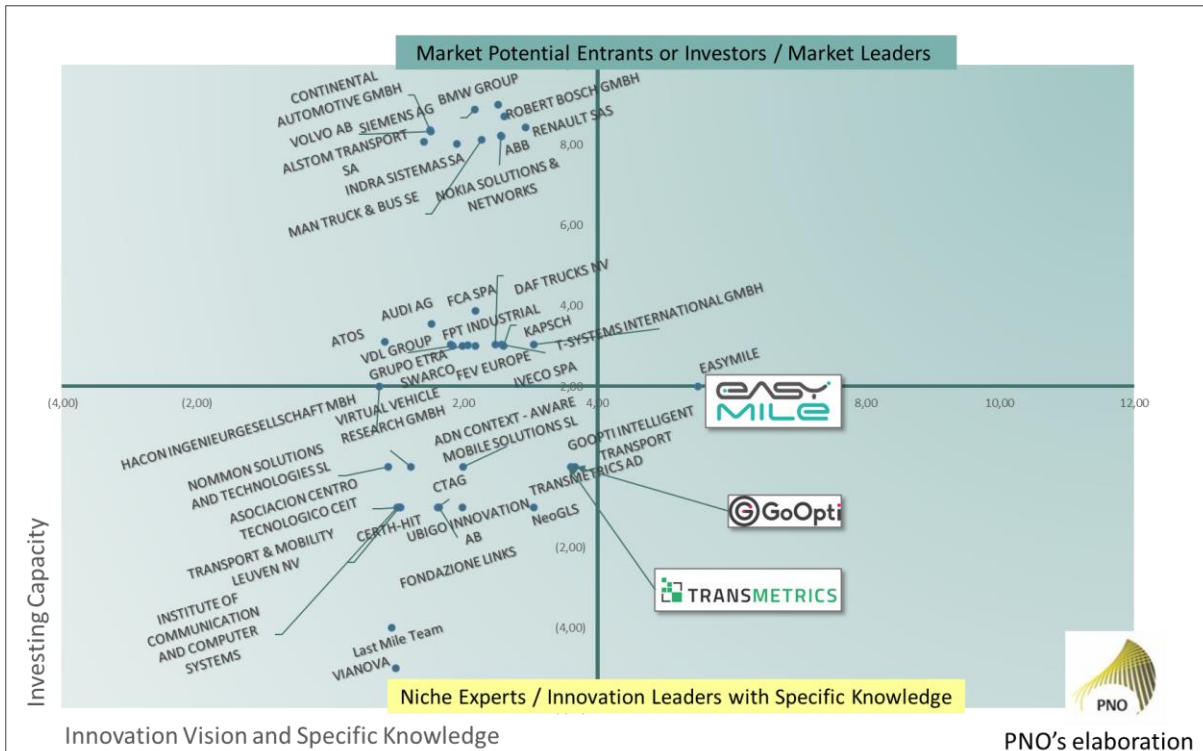 Market Potential Entrants or Investors / Market Leaders
CONTINENTAL
AUTOMOTIVE GMBH
VOLVO AB
SIEMENS AG
BMW GROUP
ROBERT BOSCH GMBH
RENAULT SAS
ALSTOM TRANSPORT
SA
INDRA SISTEMAS SA
ABB
8,00
MAN TRUCK & BUS SE
NOKIA SOLUTIONS &
NETWORKS
6,00
DAF TRUCKS NV
4,00
AUDI AG
FCA SPA
ATOS
VDL GROUP
FPT INDUSTRIAL
KAPSCH
T-SYSTEMS INTERNATIONAL GMBH
GRUPO ETRA
SWARCO
FEV EUROPE
IVECO SPA
EASYMILE
2,00
EASY
MILE
(4,00)
(2,00)
2,00
4,00
8,00
10,00
12,00
HACON INGENIEURGESELLSCHAFT MBH
VIRTUAL VEHICLE
RESEARCH GMBH
ADN CONTEXT - AWARE
MOBILE SOLUTIONS SL
GOOPTI INTELLIGENT
TRANSPORT
NOMMON SOLUTIONS
AND TECHNOLOGIES SL
TRANSMETRICS AD
ASOCIACION CENTRO
TECNOLOGICO CEIT
CTAG
NeoGLS
GoOpti
TRANSPORT & MOBILITY
LEUVEN NV
CERTH-HIT
UBIGO INNOVATION
AB
(2,00)
FONDAZIONE LINKS
TRANSMETRICS
INSTITUTE OF
COMMUNICATION
AND COMPUTER
SYSTEMS
(4,00)
Last Mile Team
VIANOVA
Niche Experts / Innovation Leaders with Specific Knowledge
Investing Capacity
Innovation Vision and Specific Knowledge
PNO
PNO's elaboration